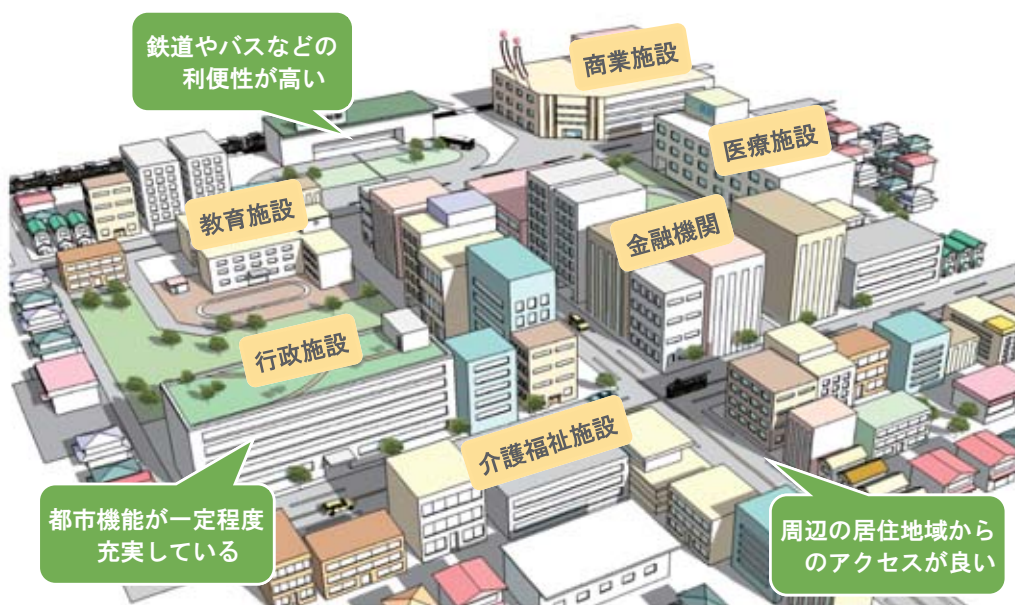 鉄道やバスなどの
利便性が高い
商業施設
医療施設
教育施設
金融機関
行政施設
介護福祉施設
都市機能が一定程度
充実している
周辺の居住地域から
のアクセスが良い